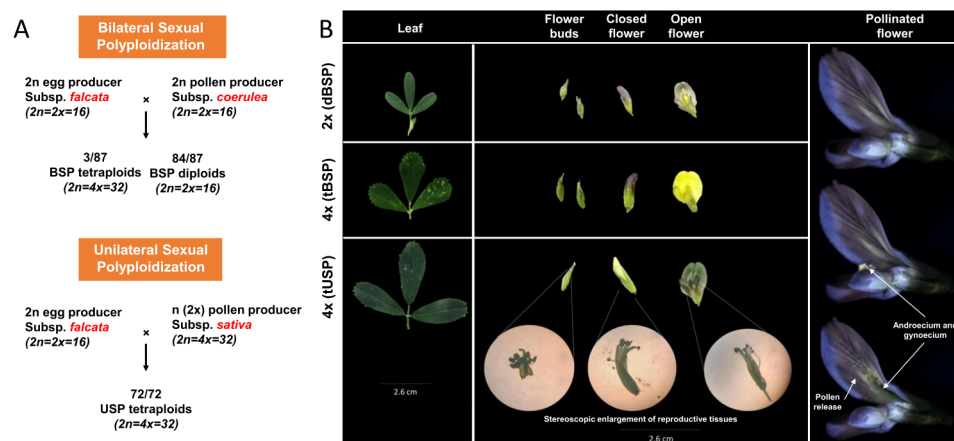 A
Bilateral Sexual
Polyploidization
2n egg producer
Subsp. falcata
(2n=2x=16)
×
2n pollen producer
Subsp. coerulea
(2n=2x=16)
3/87
BSP tetraploids
(2n=4x=32)
84/87
BSP diploids
(2n=2x=16)
Unilateral Sexual
Polyploidization
2n egg producer
Subsp. falcata
(2n=2x=16)
×
n (2x) pollen producer
Subsp. sativa
(2n=4x=32)
72/72
USP tetraploids
(2n=4x=32)
B
Leaf
Flower
buds
Closed
flower
Open
flower
Pollinated
flower
2x (dBSP)
4x (tBSP)
4x (tUSP)
2.6 cm
Stereoscopic enlargement of reproductive tissues
2.6 cm
Androecium and
gynoecium
Pollen
release